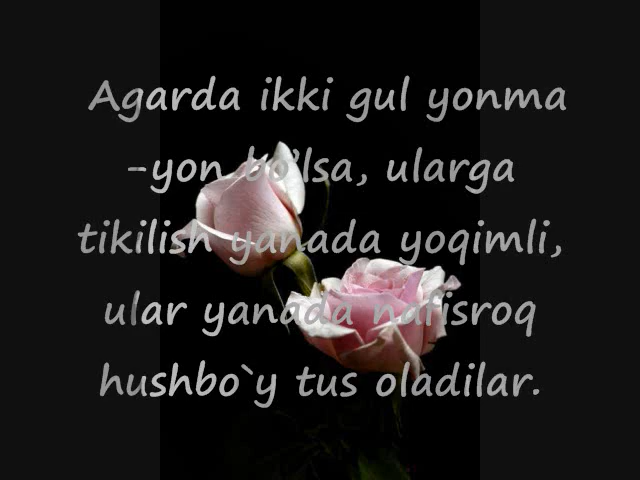 Agarda ikki gul yonma
-yon bo'lsa, ularga
tikilish yanada yoqimli,
ular yanada nafisroq
hushbo`y tus oladilar.